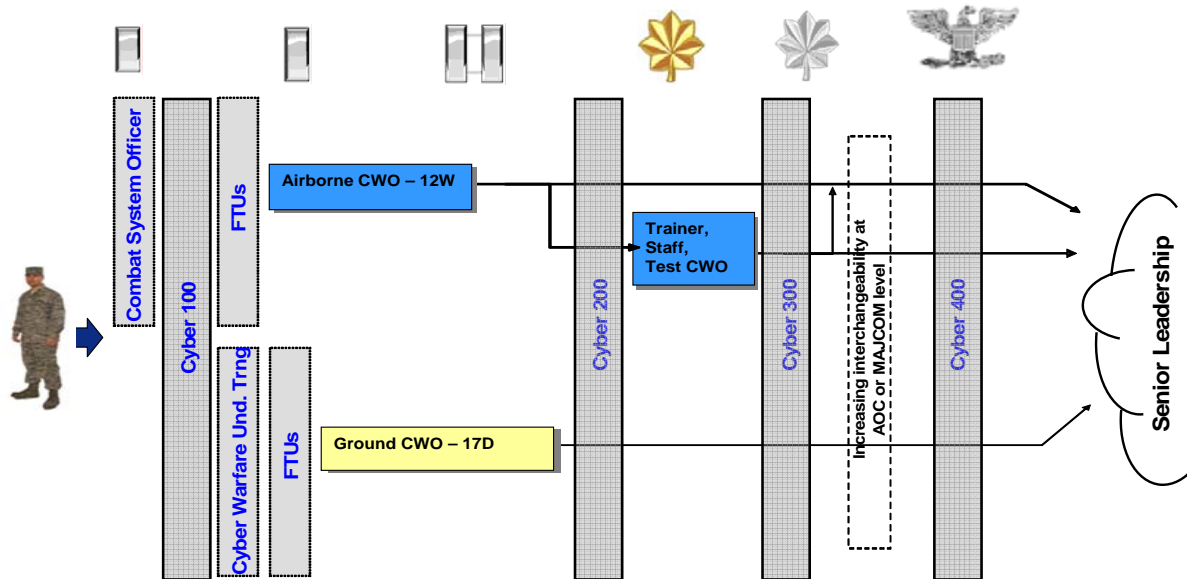 Combat System Officer
Cyber 100
FTUs
Airborne CWO – 12W
Cyber Warfare Und. Trng
FTUs
Ground CWO – 17D
Cyber 200
Trainer,
Staff,
Test CWO
Cyber 300
Increasing interchangeability at
AOC or MAJCOM level
Cyber 400
Senior Leadership